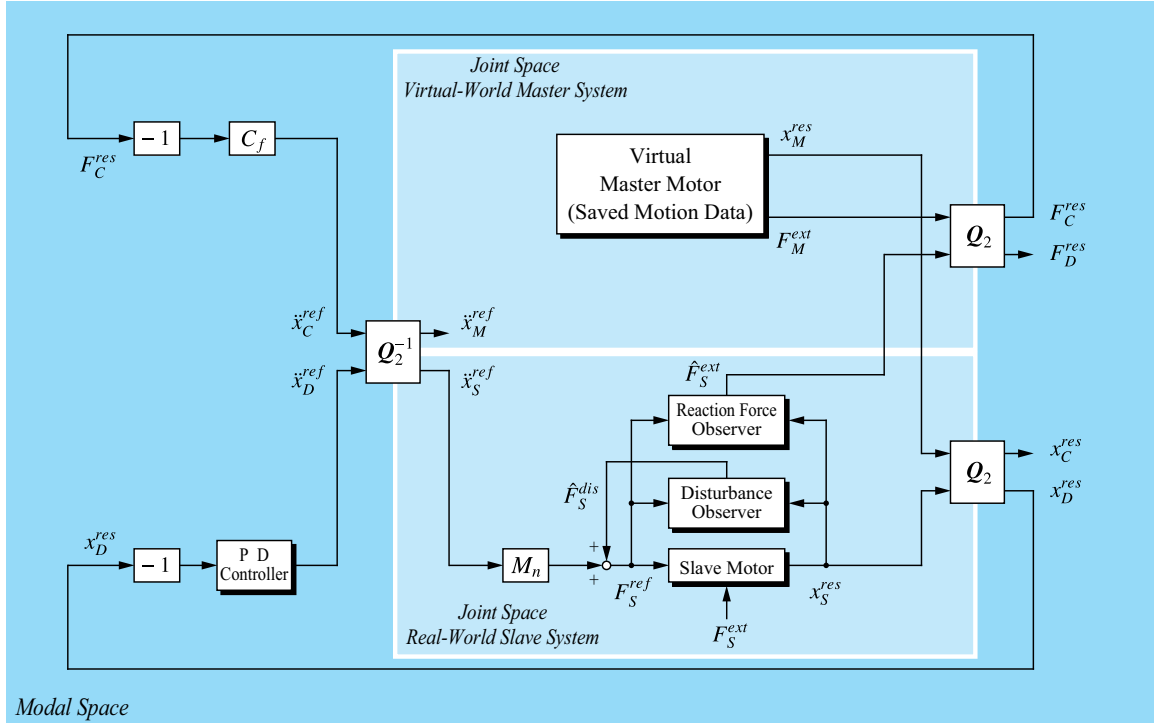 Joint Space
Virtual-World Master System
− 1
C_f
F_C^{res}
Virtual
Master Motor
(Saved Motion Data)
x_M^{res}
F_M^{ext}
Q_2
F_C^{res}
F_D^{res}
ẍ_C^{ref}
ẍ_D^{ref}
Q_2^{−1}
ẍ_M^{ref}
ẍ_S^{ref}
F̂_S^{ext}
Reaction Force
Observer
F̂_S^{dis}
Disturbance
Observer
Q_2
x_C^{res}
x_D^{res}
x_D^{res}
− 1
P D
Controller
M_n
+
+
F_S^{ref}
Slave Motor
x_S^{res}
F_S^{ext}
Joint Space
Real-World Slave System
Modal Space